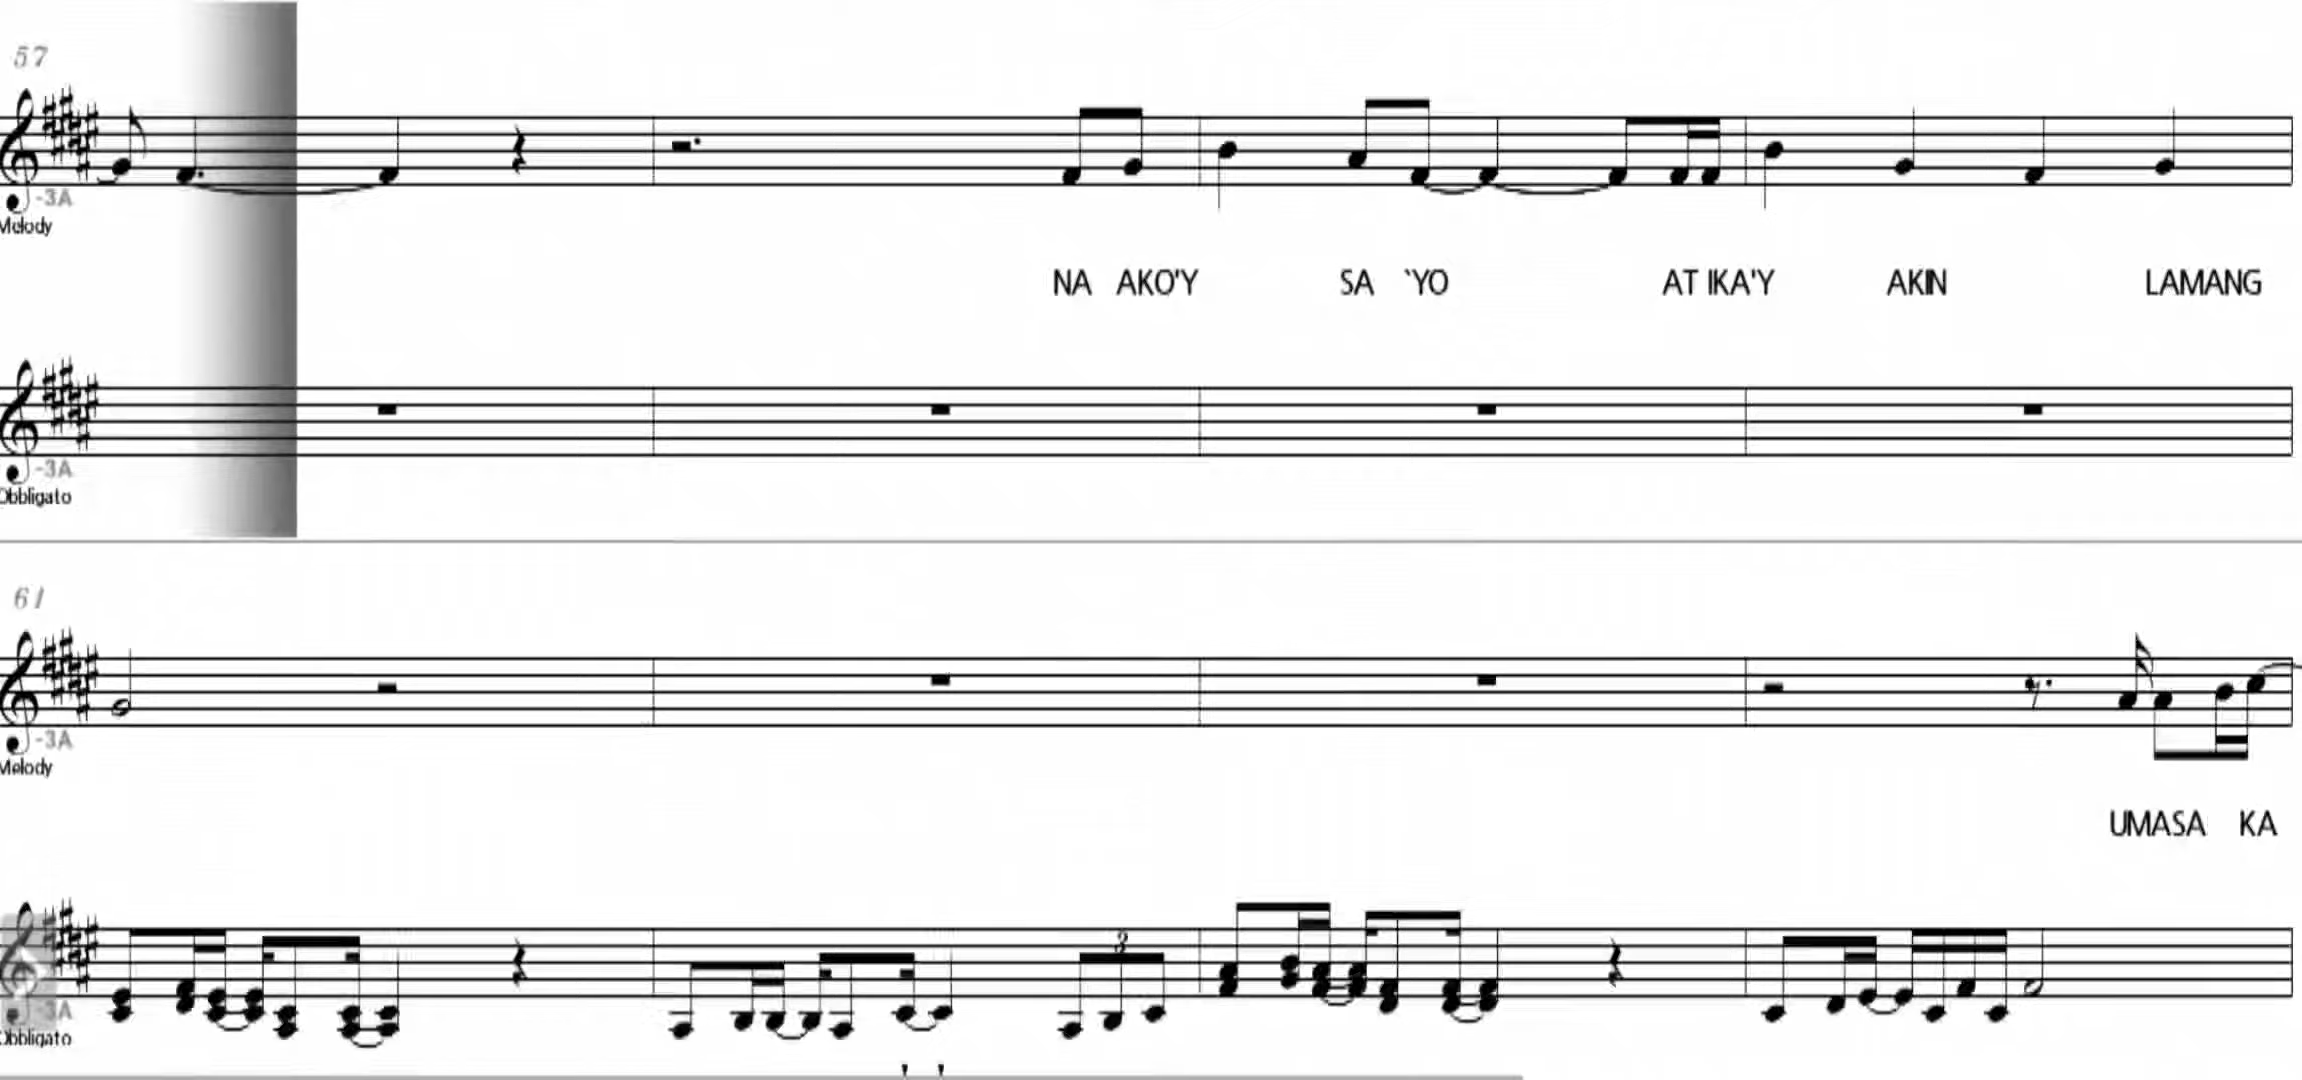 57
-3A
Melody
NA AKO'Y SA `YO AT IKA'Y AKIN LAMANG
-3A
Obbligato
61
-3A
Melody
UMASA KA
3
-3A
Obbligato